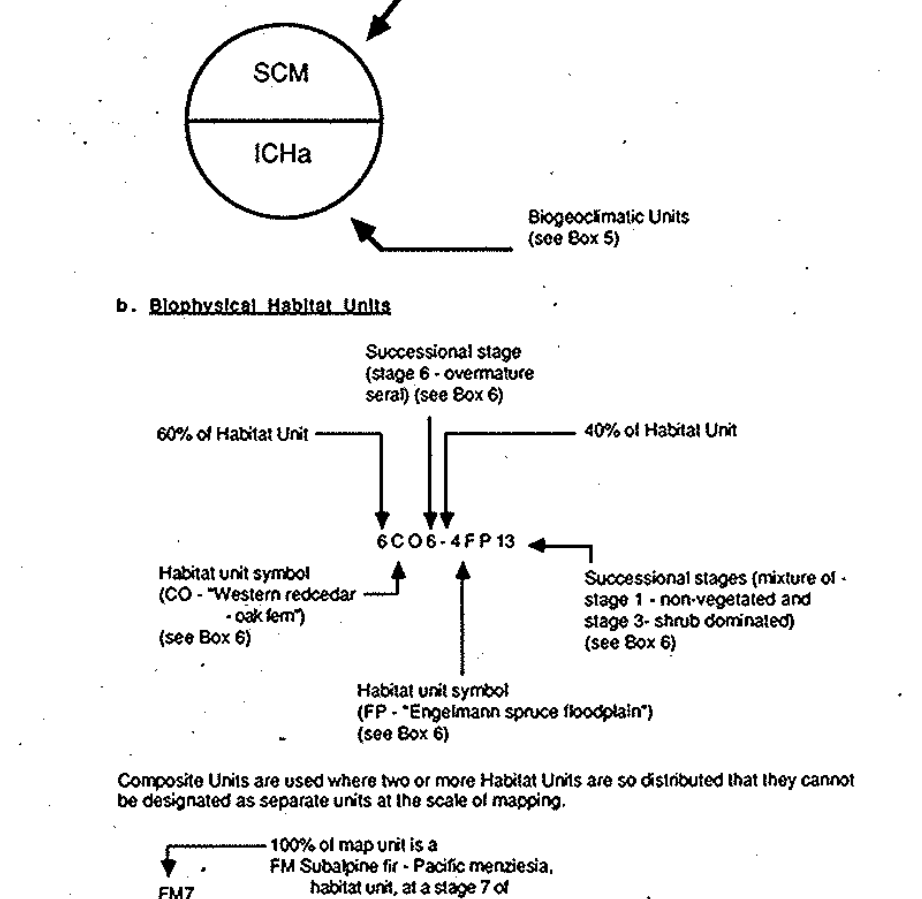 SCM
ICHa
Biogeoclimatic Units
(see Box 5)
b. Biophysical Habitat Units
Successional stage
(stage 6 - overmature
seral) (see Box 6)
60% of Habitat Unit
40% of Habitat Unit
6CO6-4FP13
Habitat unit symbol
(CO - "Western redcedar
- oak fern")
(see Box 6)
Successional stages (mixture of -
stage 1 - non-vegetated and
stage 3- shrub dominated)
(see Box 6)
Habitat unit symbol
(FP - "Engelmann spruce floodplain")
(see Box 6)
Composite Units are used where two or more Habitat Units are so distributed that they cannot
be designated as separate units at the scale of mapping.
100% of map unit is a
FM Subalpine fir - Pacific menziesia,
habitat unit, at a stage 7 of
FM7